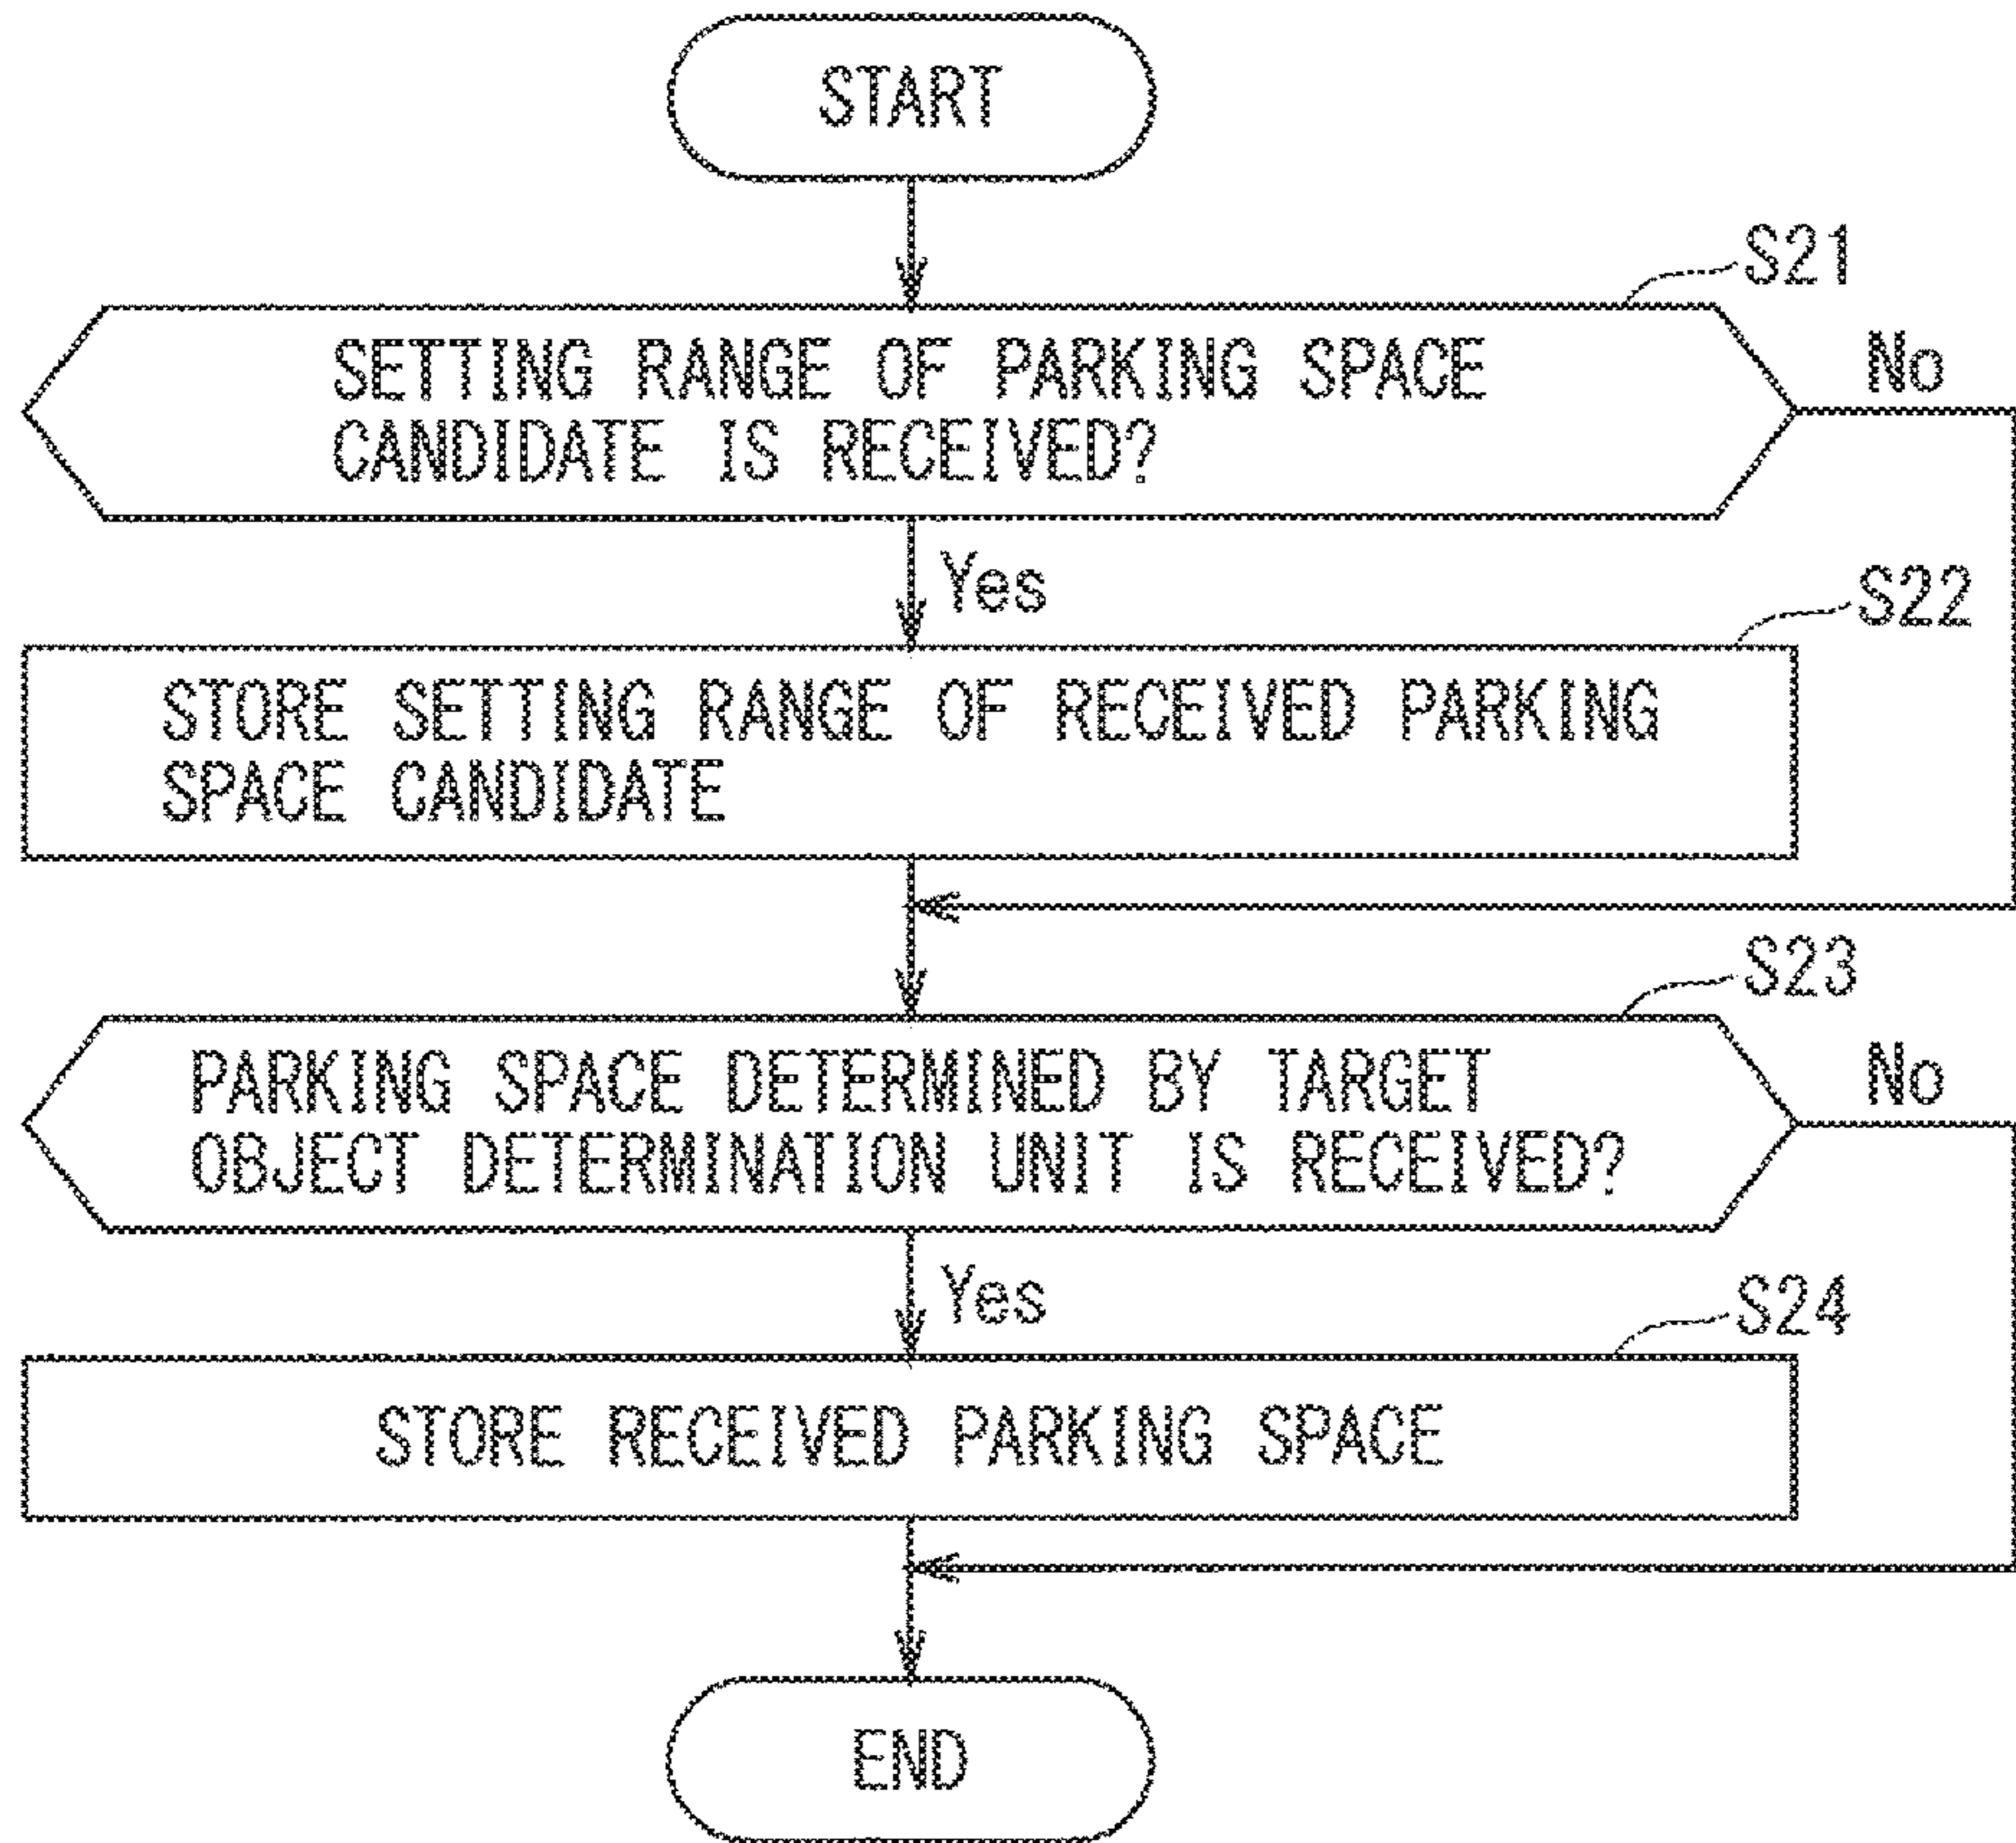 START
S21
SETTING RANGE OF PARKING SPACE
CANDIDATE IS RECEIVED?
No
Yes
S22
STORE SETTING RANGE OF RECEIVED PARKING
SPACE CANDIDATE
S23
PARKING SPACE DETERMINED BY TARGET
OBJECT DETERMINATION UNIT IS RECEIVED?
No
Yes
S24
STORE RECEIVED PARKING SPACE
END